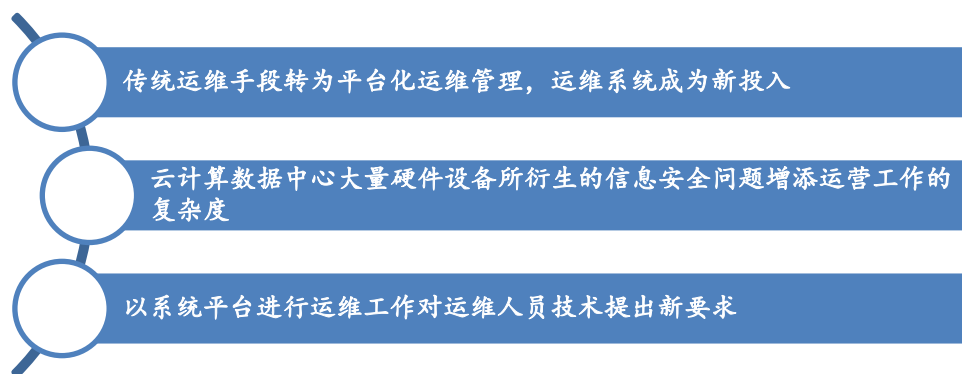 传统运维手段转为平台化运维管理，运维系统成为新投入
云计算数据中心大量硬件设备所衍生的信息安全问题增添运营工作的
复杂度
以系统平台进行运维工作对运维人员技术提出新要求